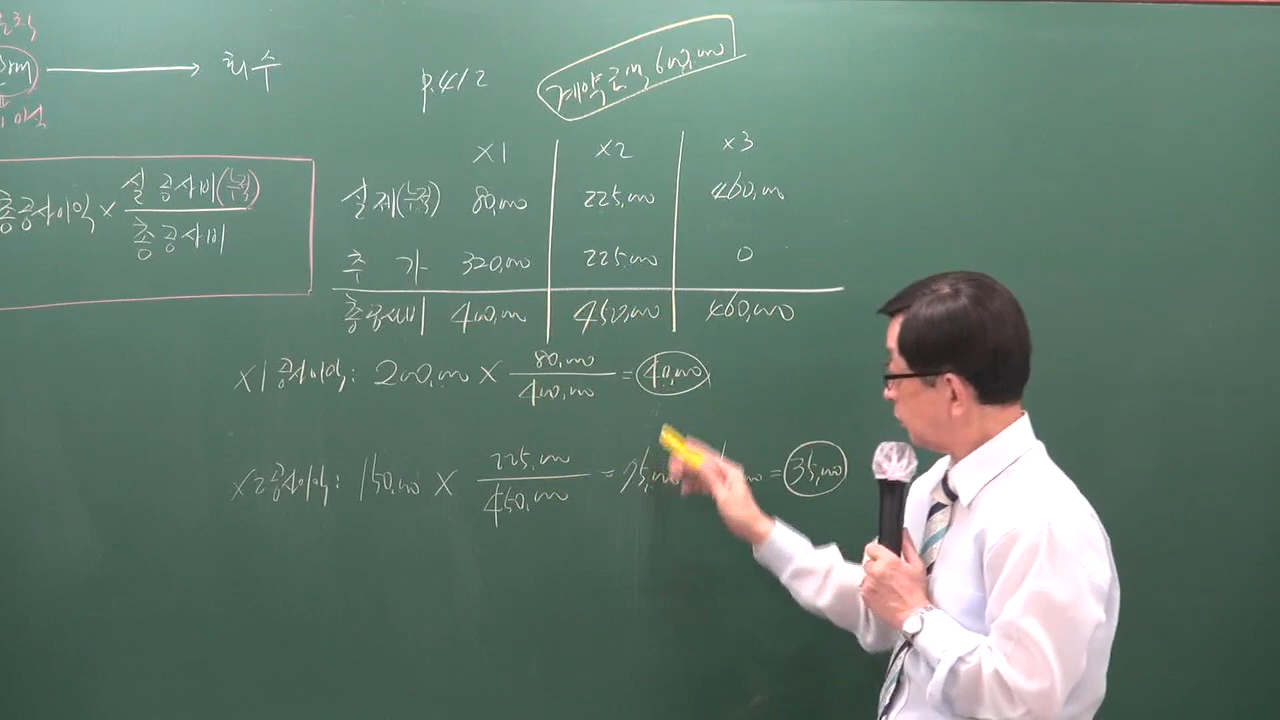 회수
p.412
계약금액 600,000
총공사이익 × 실 공사비(누적) / 총공사비
X1 X2 X3
실제(누적) 80,000 225,000 460,000
추가 320,000 225,000 0
총공사비 400,000 450,000 460,000
X1 공사이익: 200,000 × 80,000 / 400,000 = 40,000
X2 공사이익: 150,000 × 225,000 / 450,000 = 75,000 = 35,000